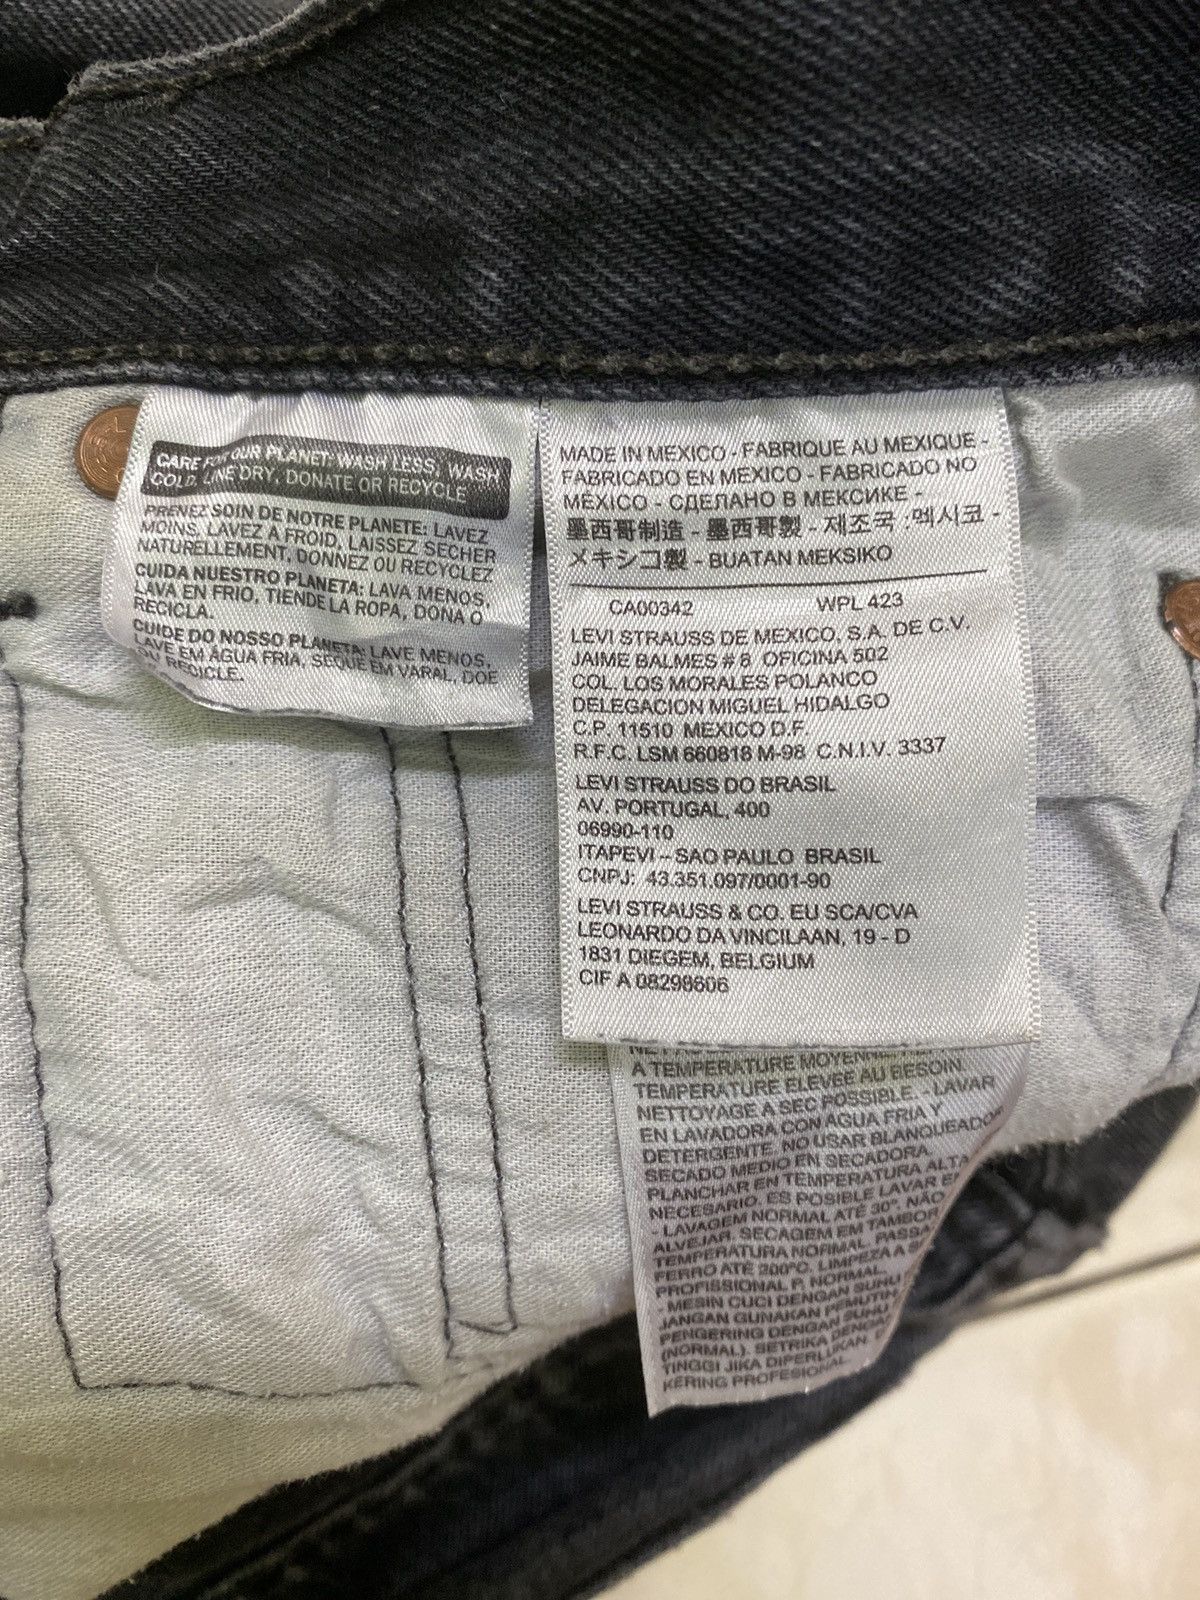 CARE FOR OUR PLANET: WASH LESS, WASH
COLD, LINE DRY, DONATE OR RECYCLE
PRENEZ SOIN DE NOTRE PLANETE: LAVEZ
MOINS, LAVEZ À FROID, LAISSEZ SECHER
NATURELLEMENT, DONNEZ OU RECYCLEZ
CUIDA NUESTRO PLANETA: LAVA MENOS,
LAVA EN FRIO, TIENDE LA ROPA, DONA O
RECICLA.
CUIDE DO NOSSO PLANETA: LAVE MENOS,
LAVE EM AGUA FRIA, SEQUE EM VARAL, DOE
OU RECICLE.
MADE IN MEXICO - FABRIQUE AU MEXIQUE -
FABRICADO EN MEXICO - FABRICADO NO
MÉXICO - СДЕЛАНО В МЕКСИКЕ -
墨西哥制造 - 墨西哥製 - 제조국 :멕시코 -
メキシコ製 - BUATAN MEKSIKO
CA00342 WPL 423
LEVI STRAUSS DE MEXICO, S.A. DE C.V.
JAIME BALMES # 8 OFICINA 502
COL. LOS MORALES POLANCO
DELEGACION MIGUEL HIDALGO
C.P. 11510 MEXICO D.F.
R.F.C. LSM 660818 M-98 C.N.I.V. 3337
LEVI STRAUSS DO BRASIL
AV. PORTUGAL, 400
06990-110
ITAPEVI – SAO PAULO BRASIL
CNPJ: 43.351.097/0001-90
LEVI STRAUSS & CO. EU SCA/CVA
LEONARDO DA VINCILAAN, 19 - D
1831 DIEGEM, BELGIUM
CIF A 08298606
A TEMPERATURE MOYENNE
TEMPERATURE ELEVEE AU BESOIN.
NETTOYAGE A SEC POSSIBLE. - LAVAR
EN LAVADORA CON AGUA FRIA Y
DETERGENTE. NO USAR BLANQUEADOR
SECADO MEDIO EN SECADORA.
PLANCHAR EN TEMPERATURA ALTA
NECESARIO. ES POSIBLE LAVAR
- LAVAGEM NORMAL ATÉ 30°, NÃO
ALVEJAR, SECAGEM EM TAMBOR
TEMPERATURA NORMAL, PASSA
FERRO ATÉ 200ºC. LIMPEZA A
PROFISSIONAL P, NORMAL.
- MESIN CUCI DENGAN SUHU
JANGAN GUNAKAN PEMUTIH
PENGERING DENGAN SUHU
(NORMAL). SETRIKA DENGAN
TINGGI JIKA DIPERLUKAN.
KERING PROFESIONAL